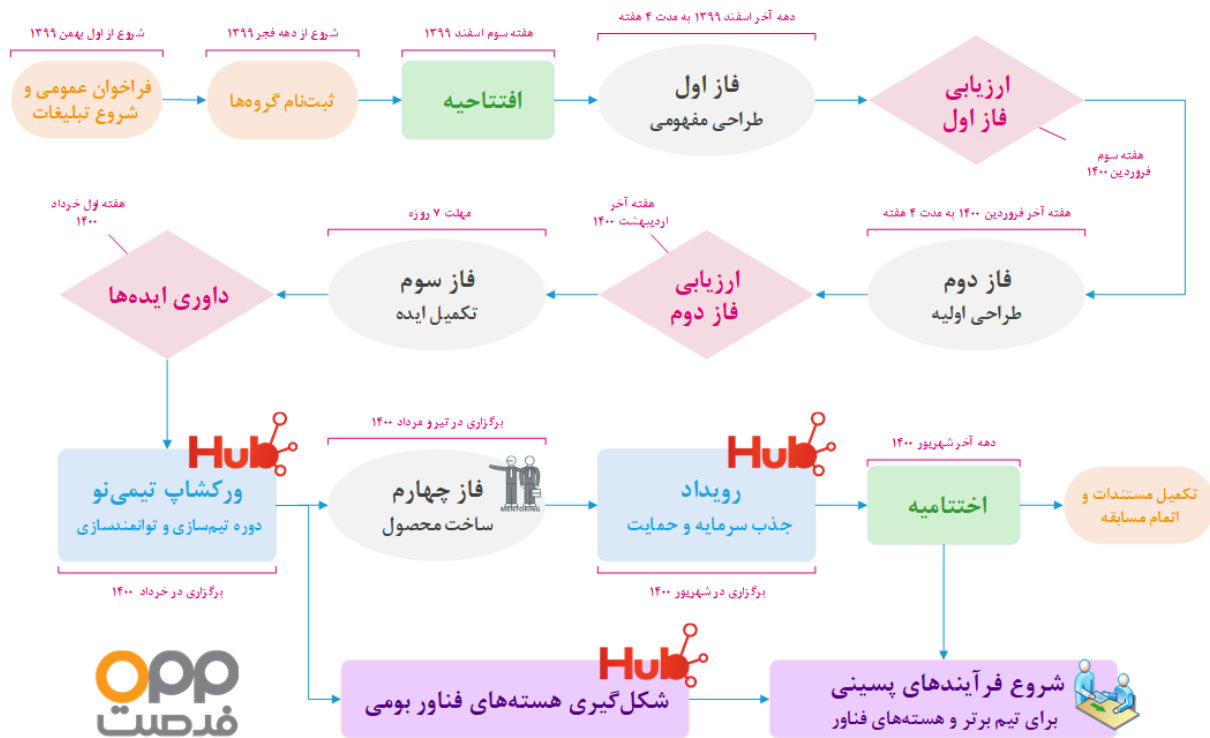 شروع از اول بهمن ۱۳۹۹
فراخوان عمومی و
شروع تبلیغات
شروع از دهه فجر ۱۳۹۹
ثبت‌نام گروه‌ها
هفته سوم اسفند ۱۳۹۹
افتتاحیه
دهه آخر اسفند ۱۳۹۹ به مدت ۴ هفته
فاز اول
طراحی مفهومی
ارزیابی
فاز اول
هفته سوم
فروردین ۱۴۰۰
هفته آخر فروردین ۱۴۰۰ به مدت ۴ هفته
فاز دوم
طراحی اولیه
هفته آخر
اردیبهشت ۱۴۰۰
ارزیابی
فاز دوم
مهلت ۷ روزه
فاز سوم
تکمیل ایده
هفته اول خرداد
۱۴۰۰
داوری ایده‌ها
Hub
ورکشاپ تیمی‌نو
دوره تیم‌سازی و توانمندسازی
برگزاری در خرداد ۱۴۰۰
برگزاری در تیر و مرداد ۱۴۰۰
فاز چهارم
ساخت محصول
MENTORING
Hub
رویداد
جذب سرمایه و حمایت
برگزاری در شهریور ۱۴۰۰
دهه آخر شهریور ۱۴۰۰
اختتامیه
تکمیل مستندات و
اتمام مسابقه
Hub
شکل‌گیری هسته‌های فناور بومی
شروع فرآیندهای پسینی
برای تیم برتر و هسته‌های فناور
opp
فرصت